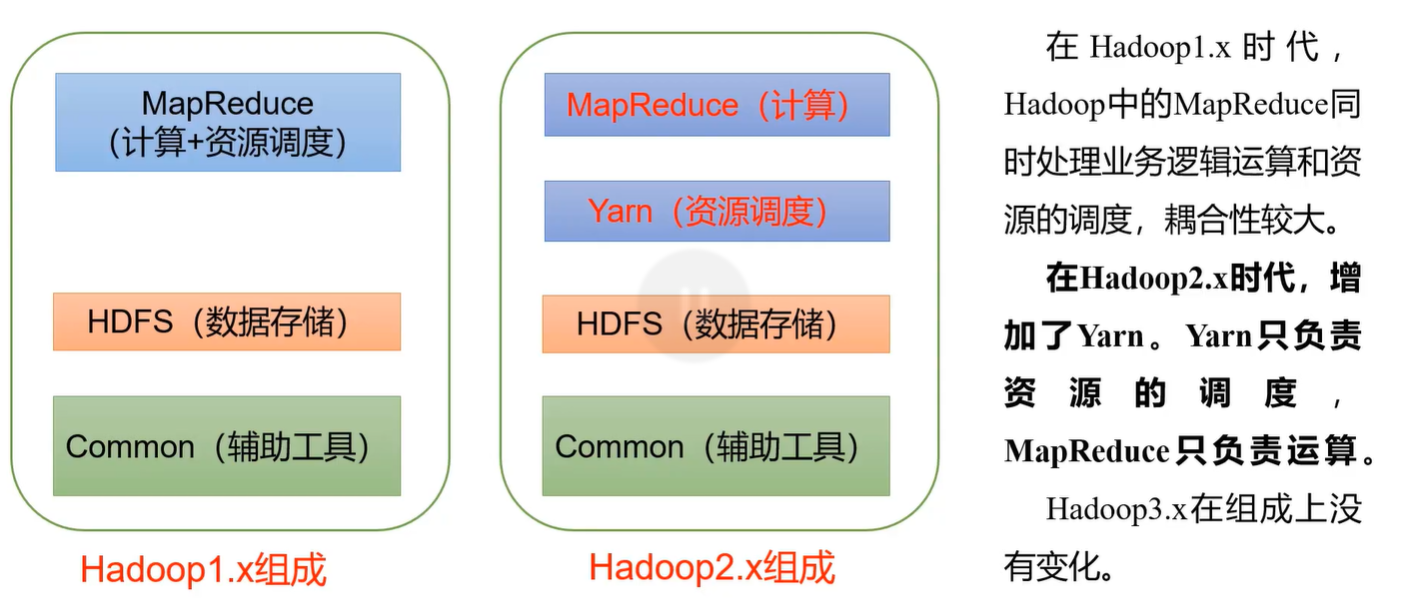 MapReduce
（计算+资源调度）
HDFS（数据存储）
Common（辅助工具）
Hadoop1.x组成
MapReduce（计算）
Yarn（资源调度）
HDFS（数据存储）
Common（辅助工具）
Hadoop2.x组成
在Hadoop1.x时代，
Hadoop中的MapReduce同
时处理业务逻辑运算和资
源的调度，耦合性较大。
在Hadoop2.x时代，增
加了Yarn。Yarn只负责
资源的调度，
MapReduce只负责运算。
Hadoop3.x在组成上没
有变化。